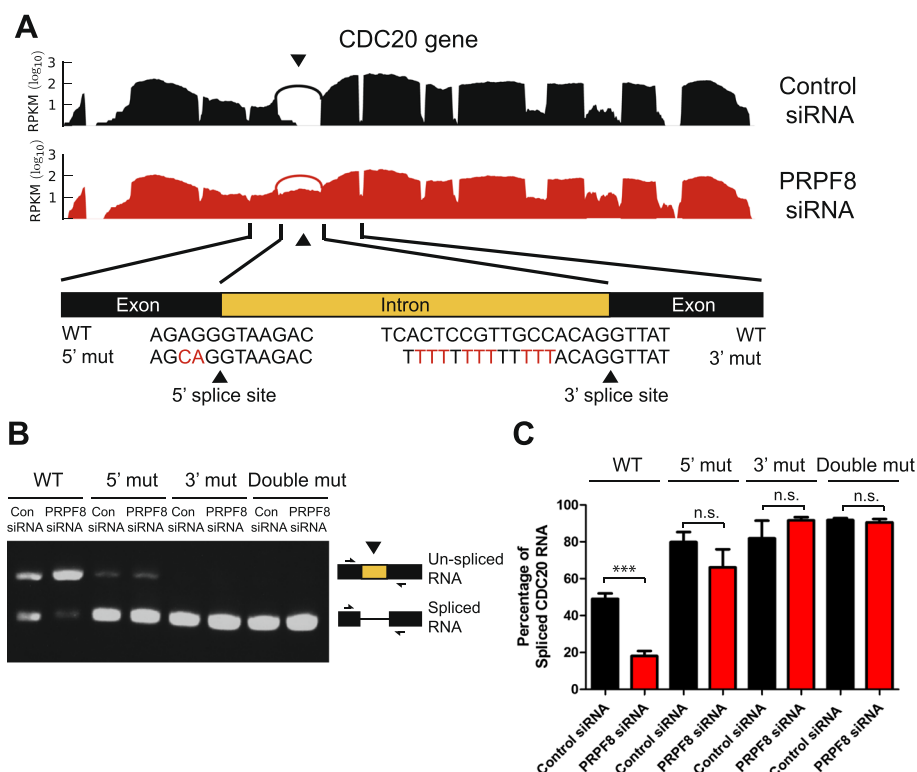 A
CDC20 gene
RPKM (log10)
3
2
1
Control
siRNA
RPKM (log10)
3
2
1
PRPF8
siRNA
Exon Intron Exon
WT AGAGGGTAAGAC TCACTCCGTTGCCACAGGTTAT WT
5’ mut AGCAGGTAAGAC TTTTTTTTTTTTACAGGTTAT 3’ mut
5’ splice site 3’ splice site
B
WT 5’ mut 3’ mut Double mut
Con PRPF8 Con PRPF8 Con PRPF8 Con PRPF8
siRNA siRNA siRNA siRNA siRNA siRNA siRNA siRNA
Un-spliced
RNA
Spliced
RNA
C
WT 5’ mut 3’ mut Double mut
Percentage of
Spliced CDC20 RNA
100
80
60
40
20
0
*** n.s. n.s. n.s.
Control siRNA
PRPF8 siRNA
Control siRNA
PRPF8 siRNA
Control siRNA
PRPF8 siRNA
Control siRNA
PRPF8 siRNA